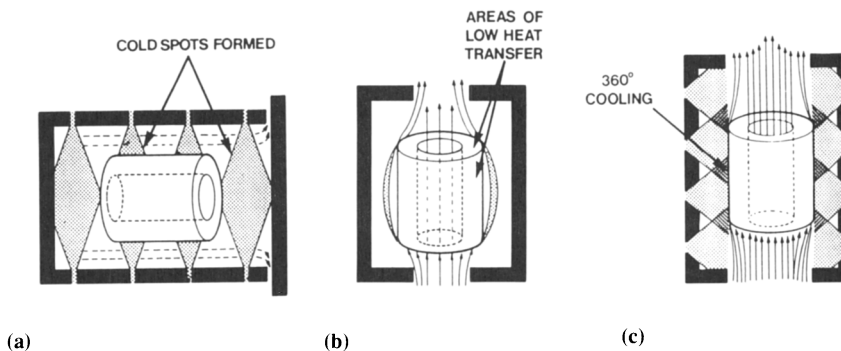 COLD SPOTS FORMED
AREAS OF
LOW HEAT
TRANSFER
360°
COOLING
(a)
(b)
(c)